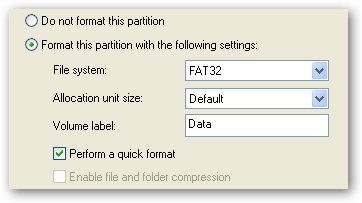 Do not format this partition
Format this partition with the following settings:
File system: FAT32
Allocation unit size: Default
Volume label: Data
Perform a quick format
Enable file and folder compression